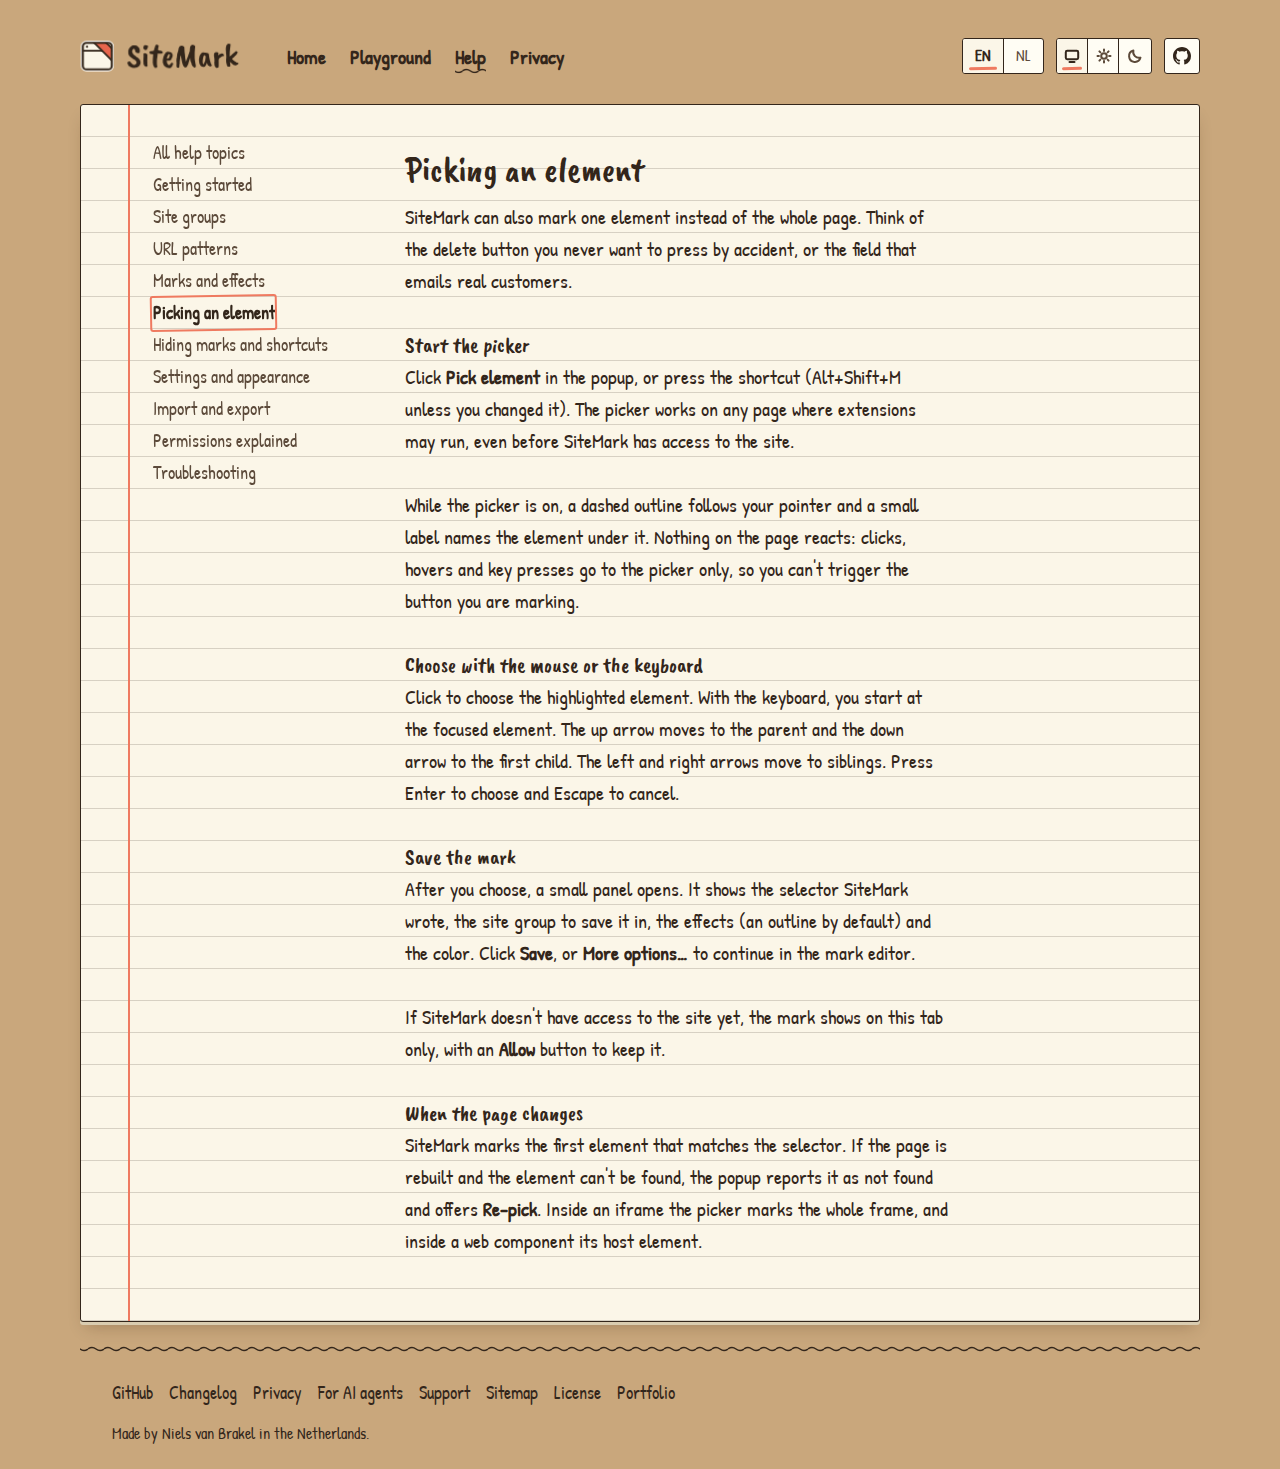 SiteMark
Home Playground Help Privacy
EN NL
All help topics
Getting started
Site groups
URL patterns
Marks and effects
Picking an element
Hiding marks and shortcuts
Settings and appearance
Import and export
Permissions explained
Troubleshooting
Picking an element
SiteMark can also mark one element instead of the whole page. Think of
the delete button you never want to press by accident, or the field that
emails real customers.
Start the picker
Click Pick element in the popup, or press the shortcut (Alt+Shift+M
unless you changed it). The picker works on any page where extensions
may run, even before SiteMark has access to the site.
While the picker is on, a dashed outline follows your pointer and a small
label names the element under it. Nothing on the page reacts: clicks,
hovers and key presses go to the picker only, so you can't trigger the
button you are marking.
Choose with the mouse or the keyboard
Click to choose the highlighted element. With the keyboard, you start at
the focused element. The up arrow moves to the parent and the down
arrow to the first child. The left and right arrows move to siblings. Press
Enter to choose and Escape to cancel.
Save the mark
After you choose, a small panel opens. It shows the selector SiteMark
wrote, the site group to save it in, the effects (an outline by default) and
the color. Click Save, or More options… to continue in the mark editor.
If SiteMark doesn't have access to the site yet, the mark shows on this tab
only, with an Allow button to keep it.
When the page changes
SiteMark marks the first element that matches the selector. If the page is
rebuilt and the element can't be found, the popup reports it as not found
and offers Re-pick. Inside an iframe the picker marks the whole frame, and
inside a web component its host element.
GitHub Changelog Privacy For AI agents Support Sitemap License Portfolio
Made by Niels van Brakel in the Netherlands.